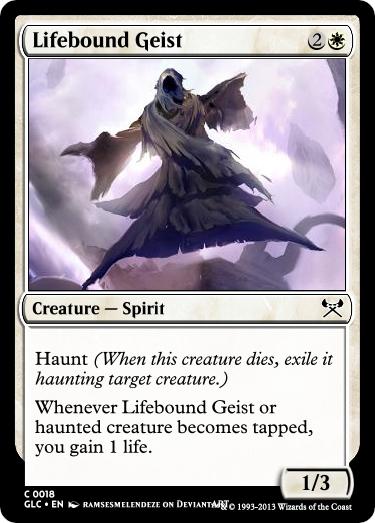 Lifebound Geist 2
Creature — Spirit
Haunt (When this creature dies, exile it
haunting target creature.)
Whenever Lifebound Geist or
haunted creature becomes tapped,
you gain 1 life.
1/3
C 0018
GLC • EN RAMSESMELENDEZE ON DEVIANTART © 1993-2013 Wizards of the Coast